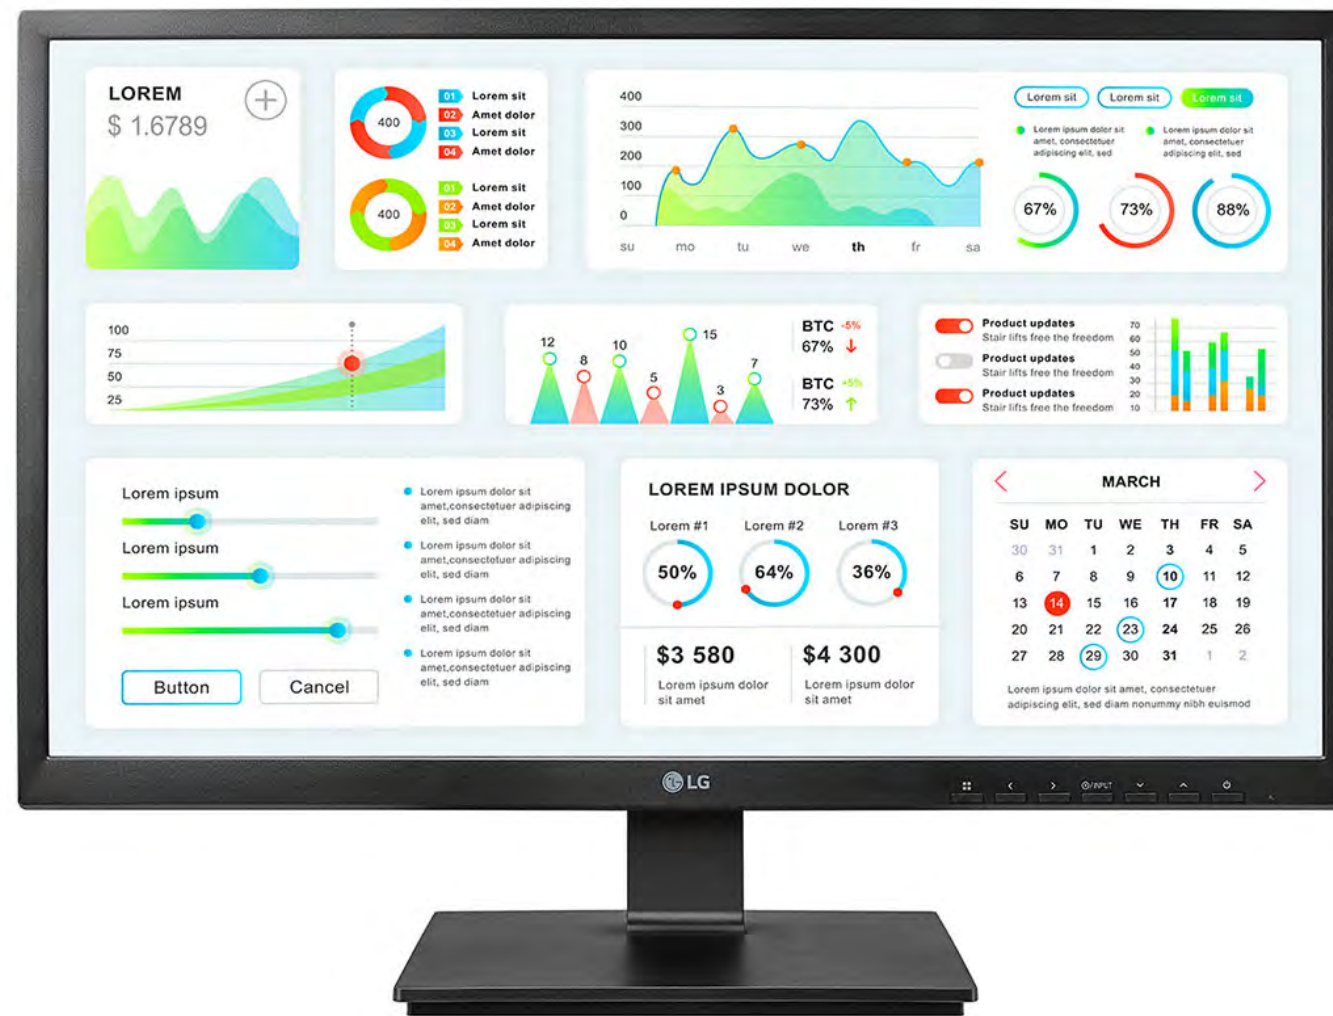 LOREM
$ 1.6789
400
01 Lorem sit
02 Amet dolor
03 Lorem sit
04 Amet dolor
400
01 Lorem sit
02 Amet dolor
03 Lorem sit
04 Amet dolor
400
300
200
100
0
su mo tu we th fr sa
Lorem sit Lorem sit Lorem sit
Lorem ipsum dolor sit
amet, consectetuer
adipiscing elit, sed
Lorem ipsum dolor sit
amet, consectetuer
adipiscing elit, sed
67% 73% 88%
100
75
50
25
12 8 10 5 15 3 7
BTC -5%
67%
BTC +5%
73%
Product updates
Stair lifts free the freedom
Product updates
Stair lifts free the freedom
Product updates
Stair lifts free the freedom
70
60
50
40
30
20
10
Lorem ipsum
Lorem ipsum
Lorem ipsum
Button Cancel
Lorem ipsum dolor sit
amet,consectetuer adipiscing
elit, sed diam
Lorem ipsum dolor sit
amet,consectetuer adipiscing
elit, sed diam
Lorem ipsum dolor sit
amet,consectetuer adipiscing
elit, sed diam
Lorem ipsum dolor sit
amet,consectetuer adipiscing
elit, sed diam
LOREM IPSUM DOLOR
Lorem #1 Lorem #2 Lorem #3
50% 64% 36%
$3 580
Lorem ipsum dolor
sit amet
$4 300
Lorem ipsum dolor
sit amet
MARCH
SU MO TU WE TH FR SA
30 31 1 2 3 4 5
6 7 8 9 10 11 12
13 14 15 16 17 18 19
20 21 22 23 24 25 26
27 28 29 30 31 1 2
Lorem ipsum dolor sit amet, consectetuer
adipiscing elit, sed diam nonummy nibh euismod
LG
/INPUT